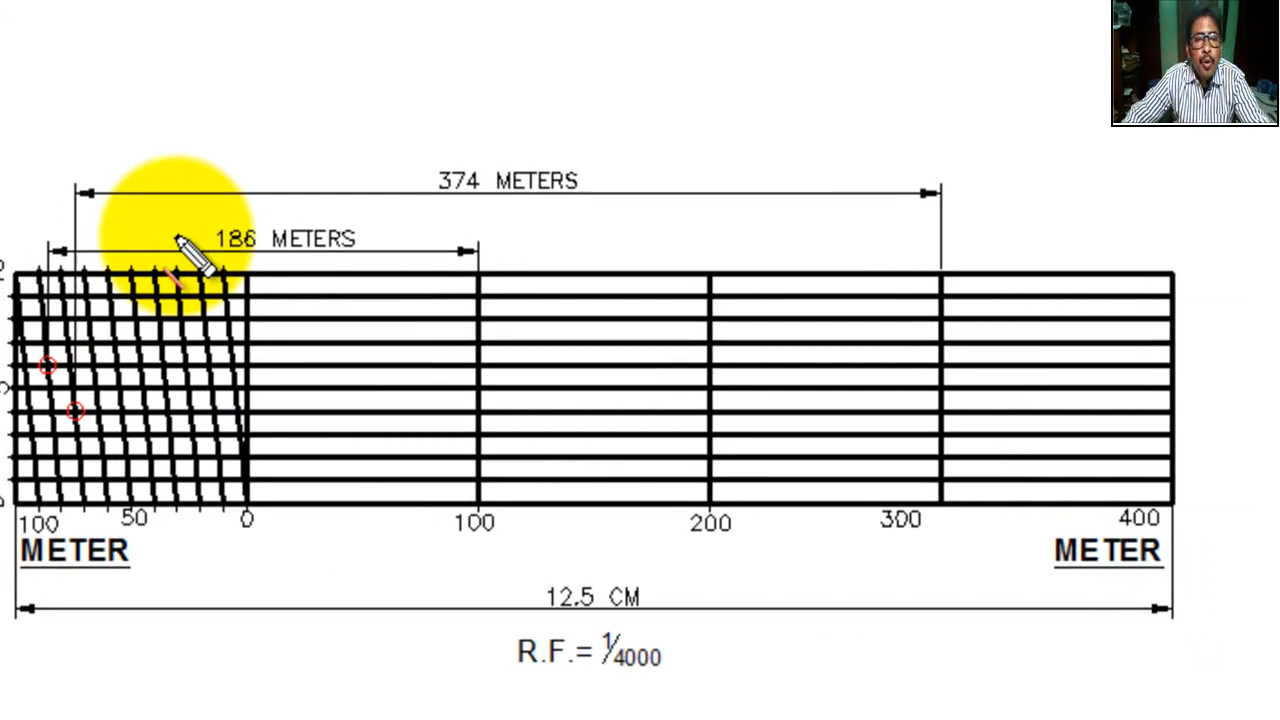 374 METERS
186 METERS
100 50 0 100 200 300 400
METER METER
12.5 CM
R.F.= 1/4000